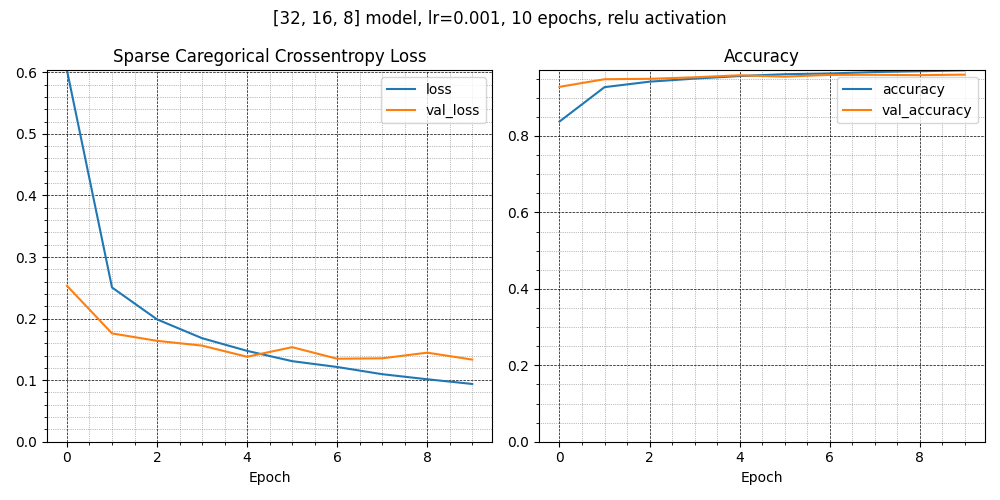 [32, 16, 8] model, lr=0.001, 10 epochs, relu activation
Sparse Caregorical Crossentropy Loss
0.6
0.5
0.4
0.3
0.2
0.1
0.0
loss
val_loss
0 2 4 6 8
Epoch
Accuracy
0.8
0.6
0.4
0.2
0.0
accuracy
val_accuracy
0 2 4 6 8
Epoch